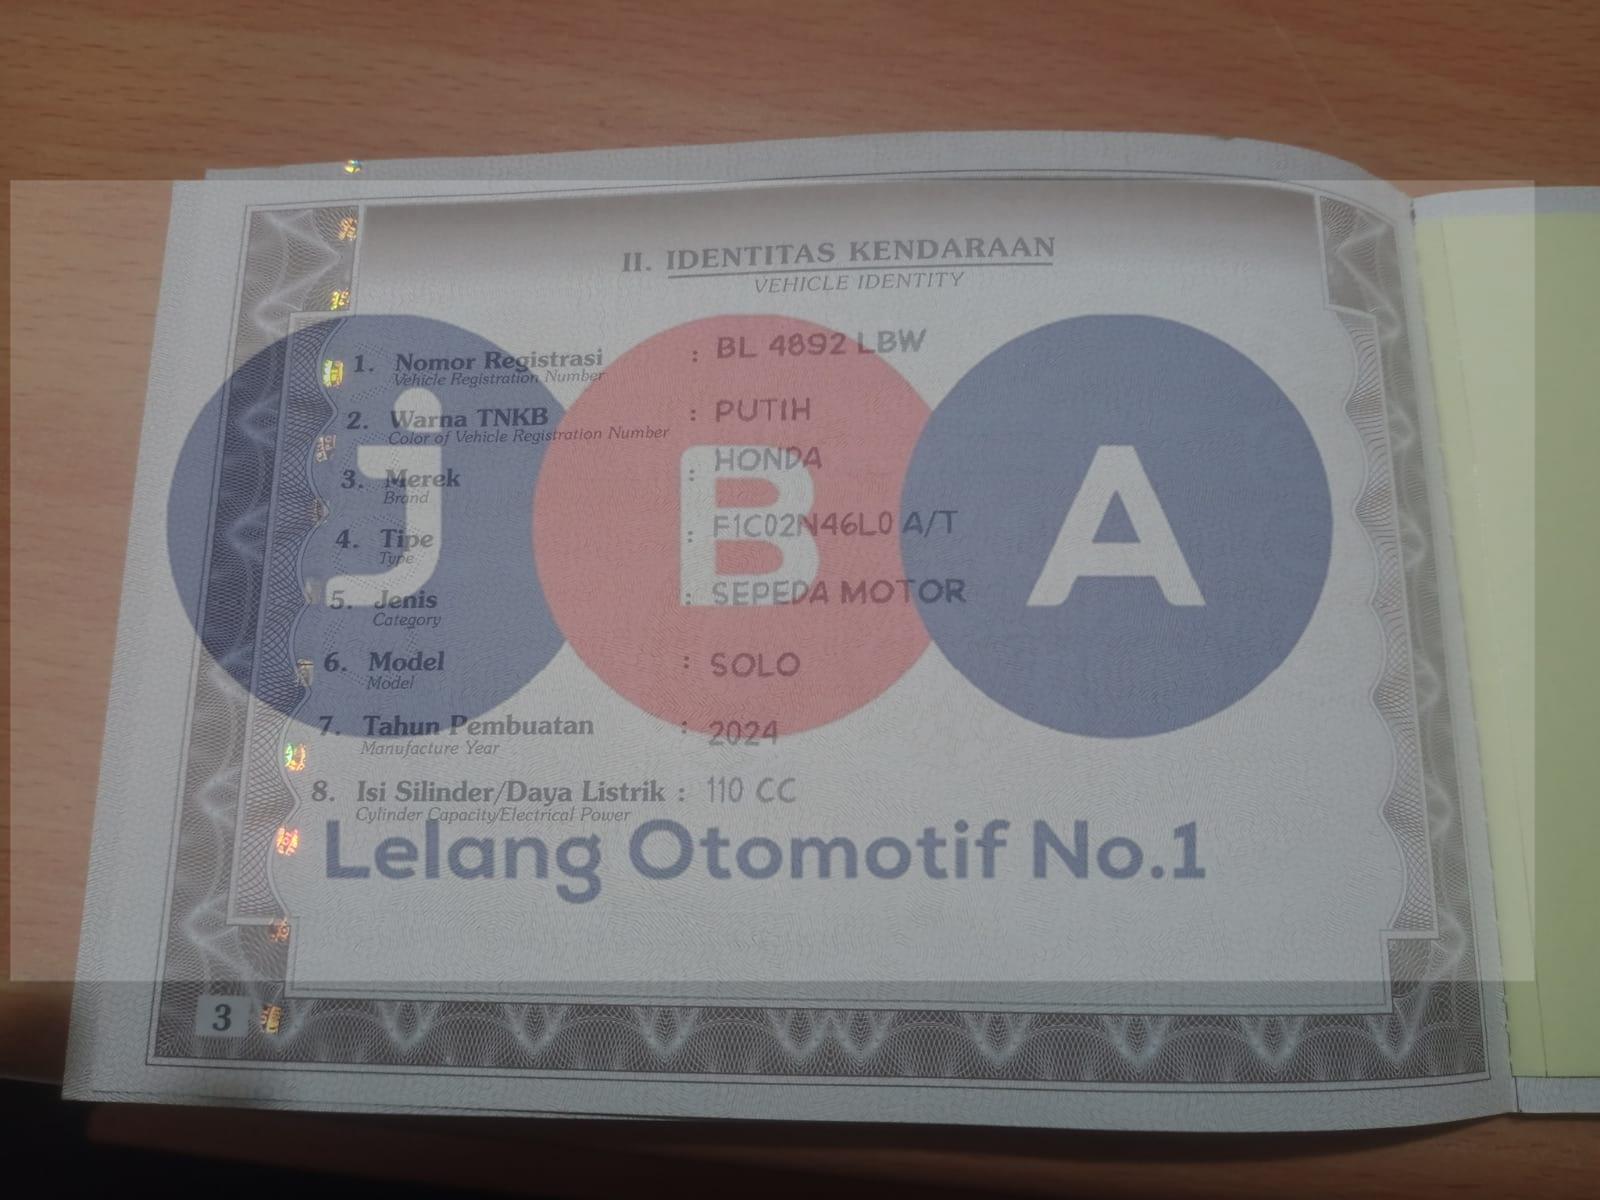 II. IDENTITAS KENDARAAN
VEHICLE IDENTITY
1. Nomor Registrasi : BL 4892 LBW
Vehicle Registration Number
2. Warna TNKB : PUTIH
Color of Vehicle Registration Number
3. Merek : HONDA
Brand
4. Tipe : F1C02N46L0 A/T
Type
5. Jenis : SEPEDA MOTOR
Category
6. Model : SOLO
Model
7. Tahun Pembuatan : 2024
Manufacture Year
8. Isi Silinder/Daya Listrik : 110 CC
Cylinder Capacity/Electrical Power
jBA
Lelang Otomotif No.1
3